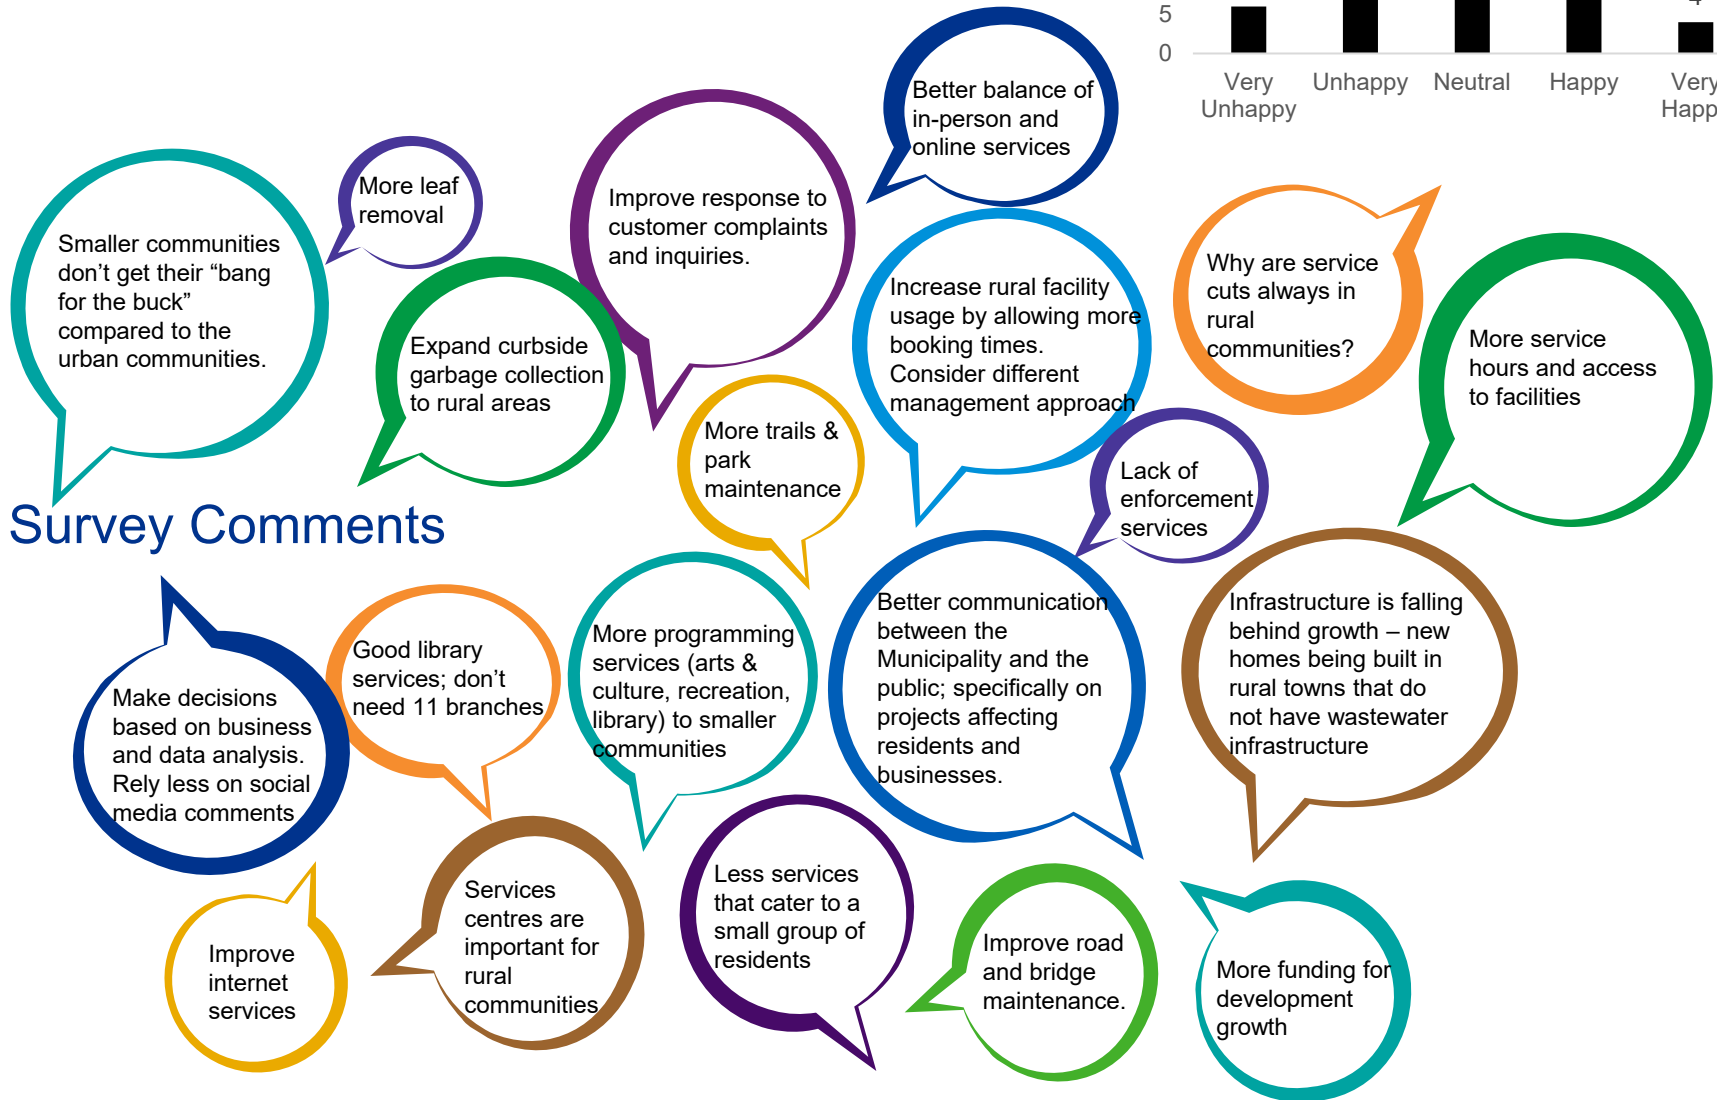 4
5
0
Very
Unhappy
Unhappy
Neutral
Happy
Very
Happ
Better balance of
in-person and
online services
More leaf
removal
Improve response to
customer complaints
and inquiries.
Smaller communities
don’t get their “bang
for the buck”
compared to the
urban communities.
Why are service
cuts always in
rural
communities?
Increase rural facility
usage by allowing more
booking times.
Consider different
management approach
More service
hours and access
to facilities
Expand curbside
garbage collection
to rural areas
More trails &
park
maintenance
Lack of
enforcement
services
Survey Comments
Better communication
between the
Municipality and the
public; specifically on
projects affecting
residents and
businesses.
Infrastructure is falling
behind growth – new
homes being built in
rural towns that do
not have wastewater
infrastructure
More programming
services (arts &
culture, recreation,
library) to smaller
communities
Good library
services; don’t
need 11 branches
Make decisions
based on business
and data analysis.
Rely less on social
media comments
Less services
that cater to a
small group of
residents
Services
centres are
important for
rural
communities
Improve road
and bridge
maintenance.
Improve
internet
services
More funding for
development
growth